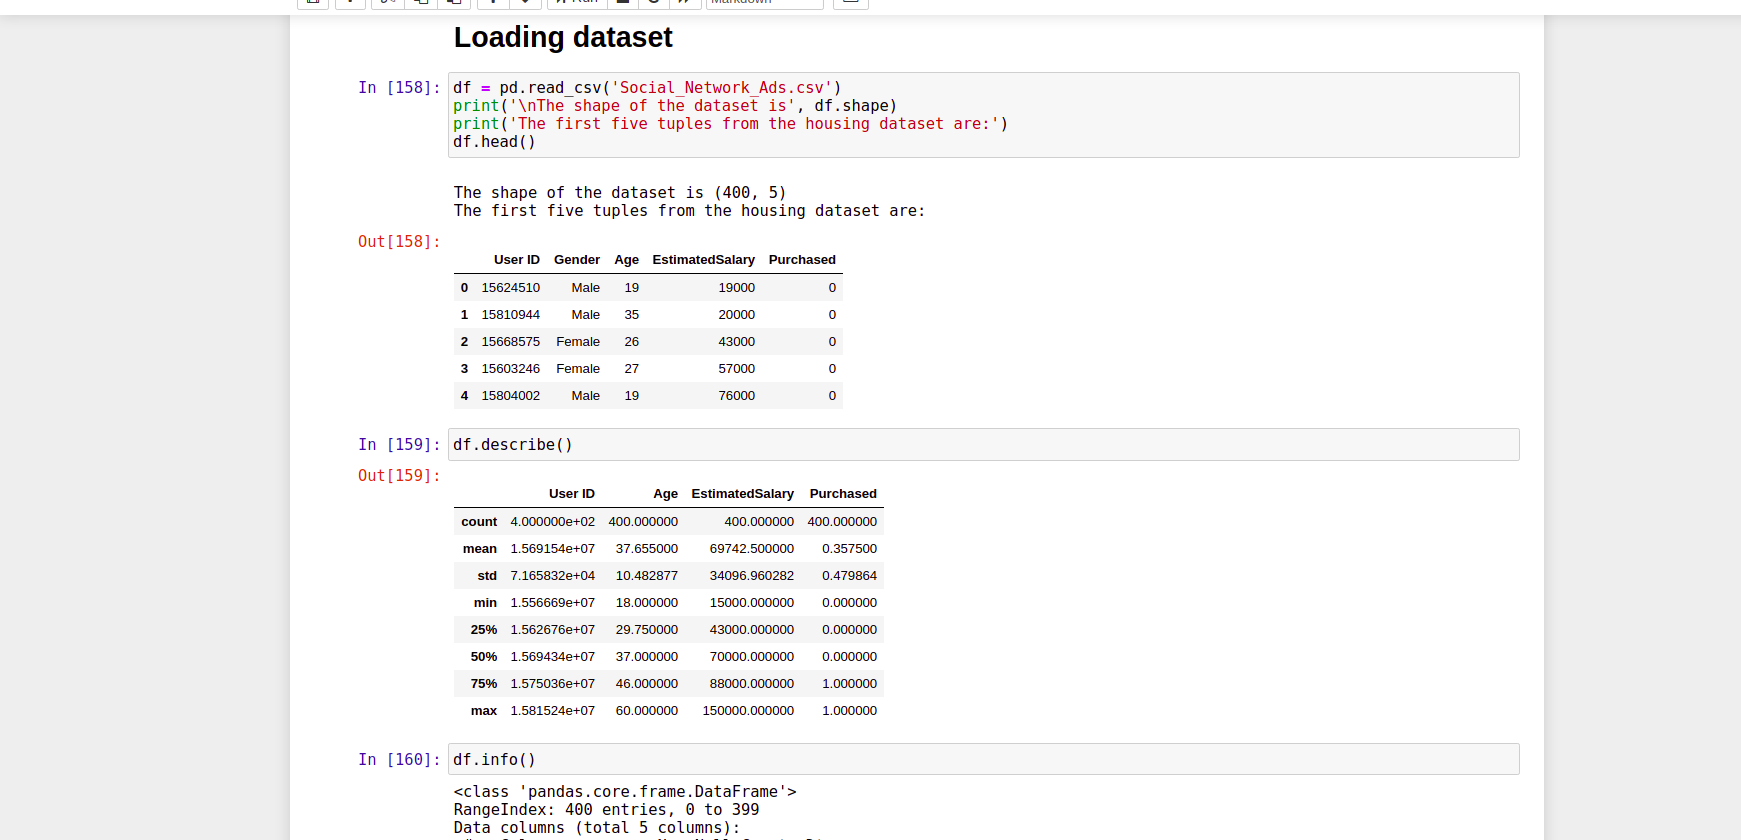 Run
Markdown
Loading dataset
In [158]:
df = pd.read_csv('Social_Network_Ads.csv')
print('\nThe shape of the dataset is', df.shape)
print('The first five tuples from the housing dataset are:')
df.head()
The shape of the dataset is (400, 5)
The first five tuples from the housing dataset are:
Out[158]:
User ID Gender Age EstimatedSalary Purchased
0 15624510 Male 19 19000 0
1 15810944 Male 35 20000 0
2 15668575 Female 26 43000 0
3 15603246 Female 27 57000 0
4 15804002 Male 19 76000 0
In [159]: df.describe()
Out[159]:
User ID Age EstimatedSalary Purchased
count 4.000000e+02 400.000000 400.000000 400.000000
mean 1.569154e+07 37.655000 69742.500000 0.357500
std 7.165832e+04 10.482877 34096.960282 0.479864
min 1.556669e+07 18.000000 15000.000000 0.000000
25% 1.562676e+07 29.750000 43000.000000 0.000000
50% 1.569434e+07 37.000000 70000.000000 0.000000
75% 1.575036e+07 46.000000 88000.000000 1.000000
max 1.581524e+07 60.000000 150000.000000 1.000000
In [160]: df.info()
<class 'pandas.core.frame.DataFrame'>
RangeIndex: 400 entries, 0 to 399
Data columns (total 5 columns):